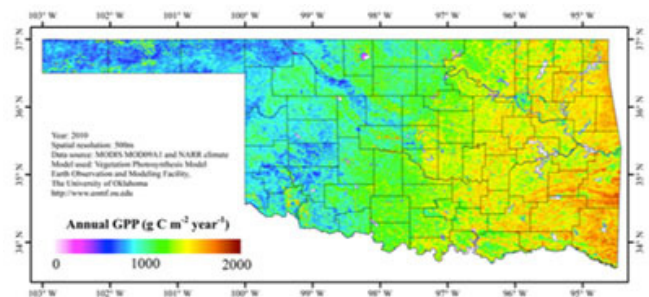 103° W 102° W 101° W 100° W 99° W 98° W 97° W 96° W 95° W
37° N 37° N
36° N 36° N
Year: 2010
Spatial resolution: 500m
Data source: MODIS MOD09A1 and NARR climate
Model used: Vegetation Photosynthesis Model
Earth Observation and Modeling Facility,
The University of Oklahoma
http://www.eomf.ou.edu
35° N 35° N
Annual GPP (g C m⁻² year⁻¹)
34° N 34° N
0 1000 2000
103° W 102° W 101° W 100° W 99° W 98° W 97° W 96° W 95° W